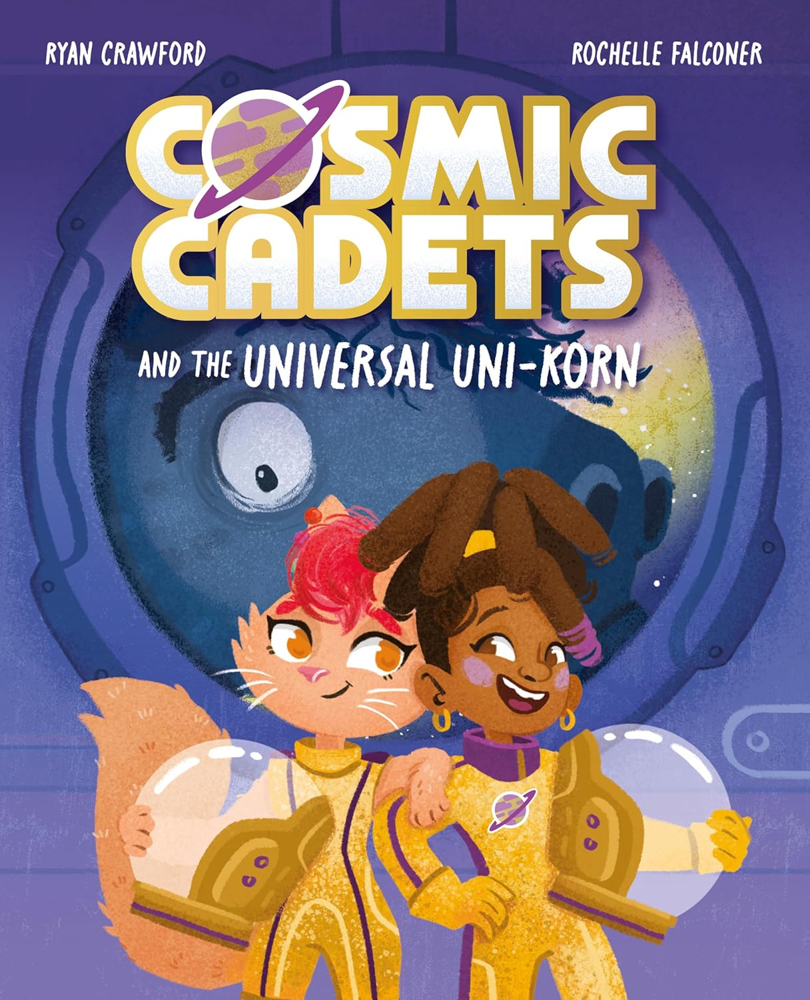 RYAN CRAWFORD
ROCHELLE FALCONER
COSMIC
CADETS
AND THE UNIVERSAL UNI-KORN